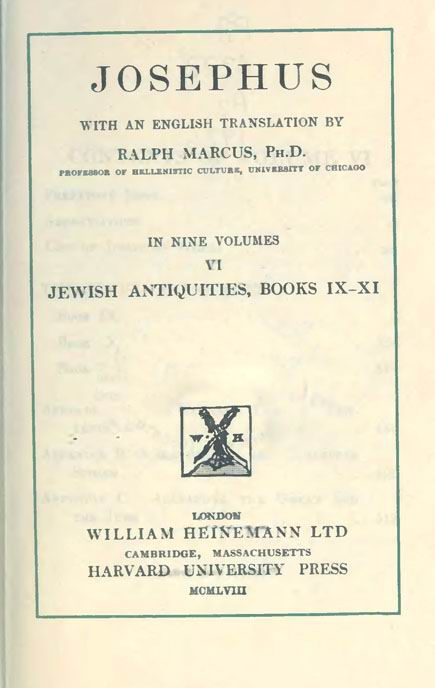 JOSEPHUS
WITH AN ENGLISH TRANSLATION BY
RALPH MARCUS, Ph.D.
PROFESSOR OF HELLENISTIC CULTURE, UNIVERSITY OF CHICAGO
IN NINE VOLUMES
VI
JEWISH ANTIQUITIES, BOOKS IX–XI
W · H
LONDON
WILLIAM HEINEMANN LTD
CAMBRIDGE, MASSACHUSETTS
HARVARD UNIVERSITY PRESS
MCMLVIII